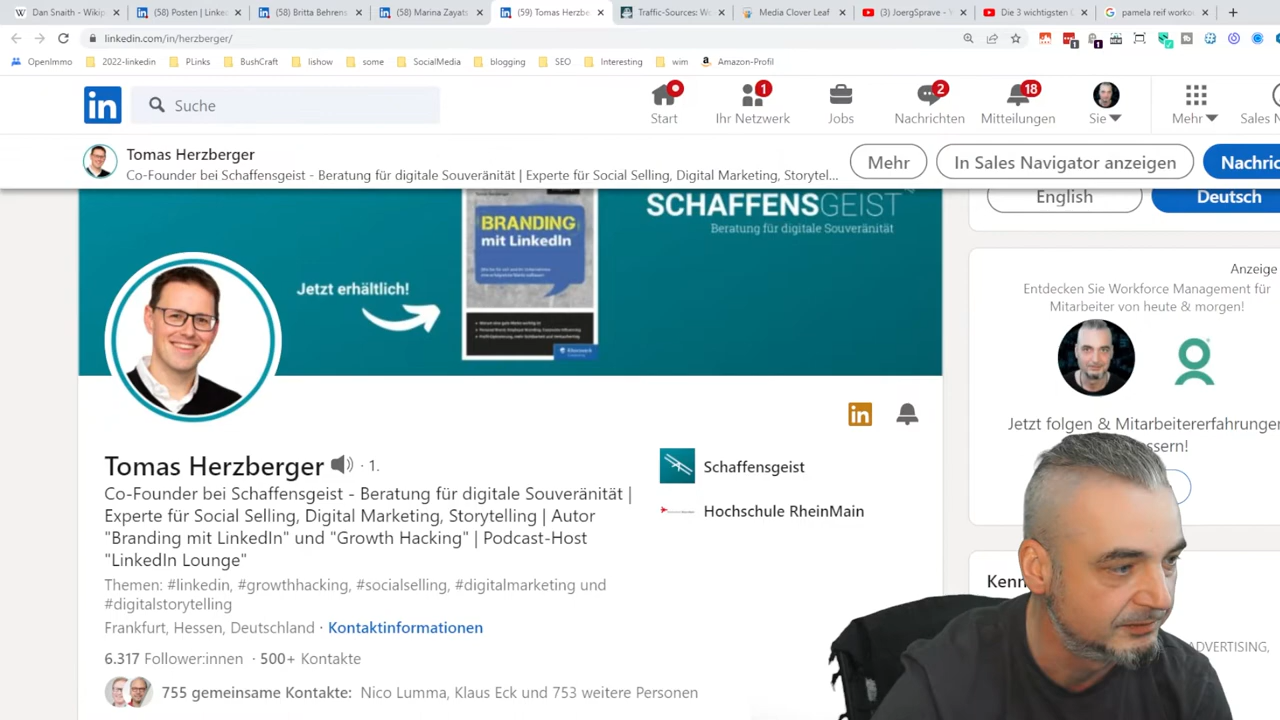 Dan Snaith - Wikip
(58) Posten | Linke
(58) Britta Behrens
(58) Marina Zayats
(59) Tomas Herzbe
Traffic-Sources: We
Media Clover Leaf
(3) JoergSprave -
Die 3 wichtigsten
pamela reif worko
linkedin.com/in/herzberger/
OpenImmo
2022-linkedin
PLinks
BushCraft
lishow
some
SocialMedia
blogging
SEO
Interesting
wim
Amazon-Profil
Suche
Start
1
Ihr Netzwerk
Jobs
2
Nachrichten
18
Mitteilungen
Sie
Mehr
Sales N
Tomas Herzberger
Co-Founder bei Schaffensgeist - Beratung für digitale Souveränität | Experte für Social Selling, Digital Marketing, Storytel...
Mehr
In Sales Navigator anzeigen
Nachric
English
Deutsch
SCHAFFENSGEIST
Beratung für digitale Souveränität
BRANDING
mit LinkedIn
Jetzt erhältlich!
Anzeige
Entdecken Sie Workforce Management für
Mitarbeiter von heute & morgen!
Jetzt folgen & Mitarbeitererfahrungen
ssern!
Tomas Herzberger · 1.
Co-Founder bei Schaffensgeist - Beratung für digitale Souveränität |
Experte für Social Selling, Digital Marketing, Storytelling | Autor
"Branding mit LinkedIn" und "Growth Hacking" | Podcast-Host
"LinkedIn Lounge"
Themen: #linkedin, #growthhacking, #socialselling, #digitalmarketing und
#digitalstorytelling
Frankfurt, Hessen, Deutschland · Kontaktinformationen
6.317 Follower:innen · 500+ Kontakte
755 gemeinsame Kontakte: Nico Lumma, Klaus Eck und 753 weitere Personen
Schaffensgeist
Hochschule RheinMain
Kenn
ADVERTISING,